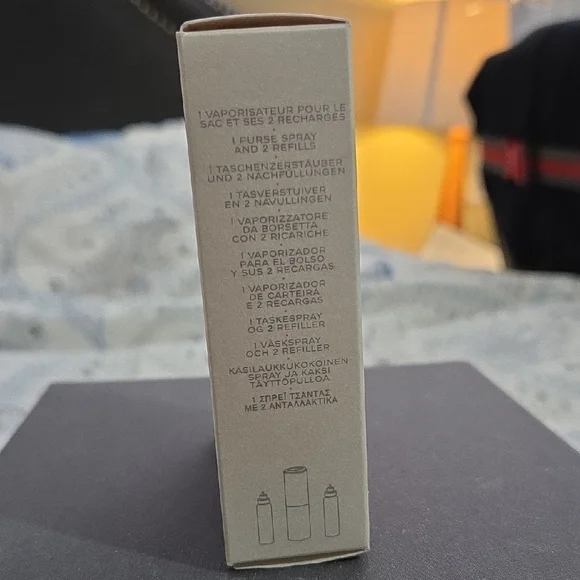 1 VAPORISATEUR POUR LE
SAC ET SES 2 RECHARGES
•
1 PURSE SPRAY
AND 2 REFILLS
•
1 TASCHENZERSTÄUBER
UND 2 NACHFÜLLUNGEN
•
1 TASVERSTUIVER
EN 2 NAVULLINGEN
•
1 VAPORIZZATORE
DA BORSETTA
CON 2 RICARICHE
•
1 VAPORIZADOR
PARA EL BOLSO
Y SUS 2 RECARGAS
•
1 VAPORIZADOR
DE CARTEIRA
E 2 RECARGAS
•
1 TASKESPRAY
OG 2 REFILLER
•
1 VÄSKSPRAY
OCH 2 REFILLER
•
KÄSILAUKKUKOKOINEN
SPRAY JA KAKSI
TÄYTTÖPULLOA
•
1 ΣΠΡΕΪ ΤΣΑΝΤΑΣ
ΜΕ 2 ΑΝΤΑΛΛΑΚΤΙΚΑ